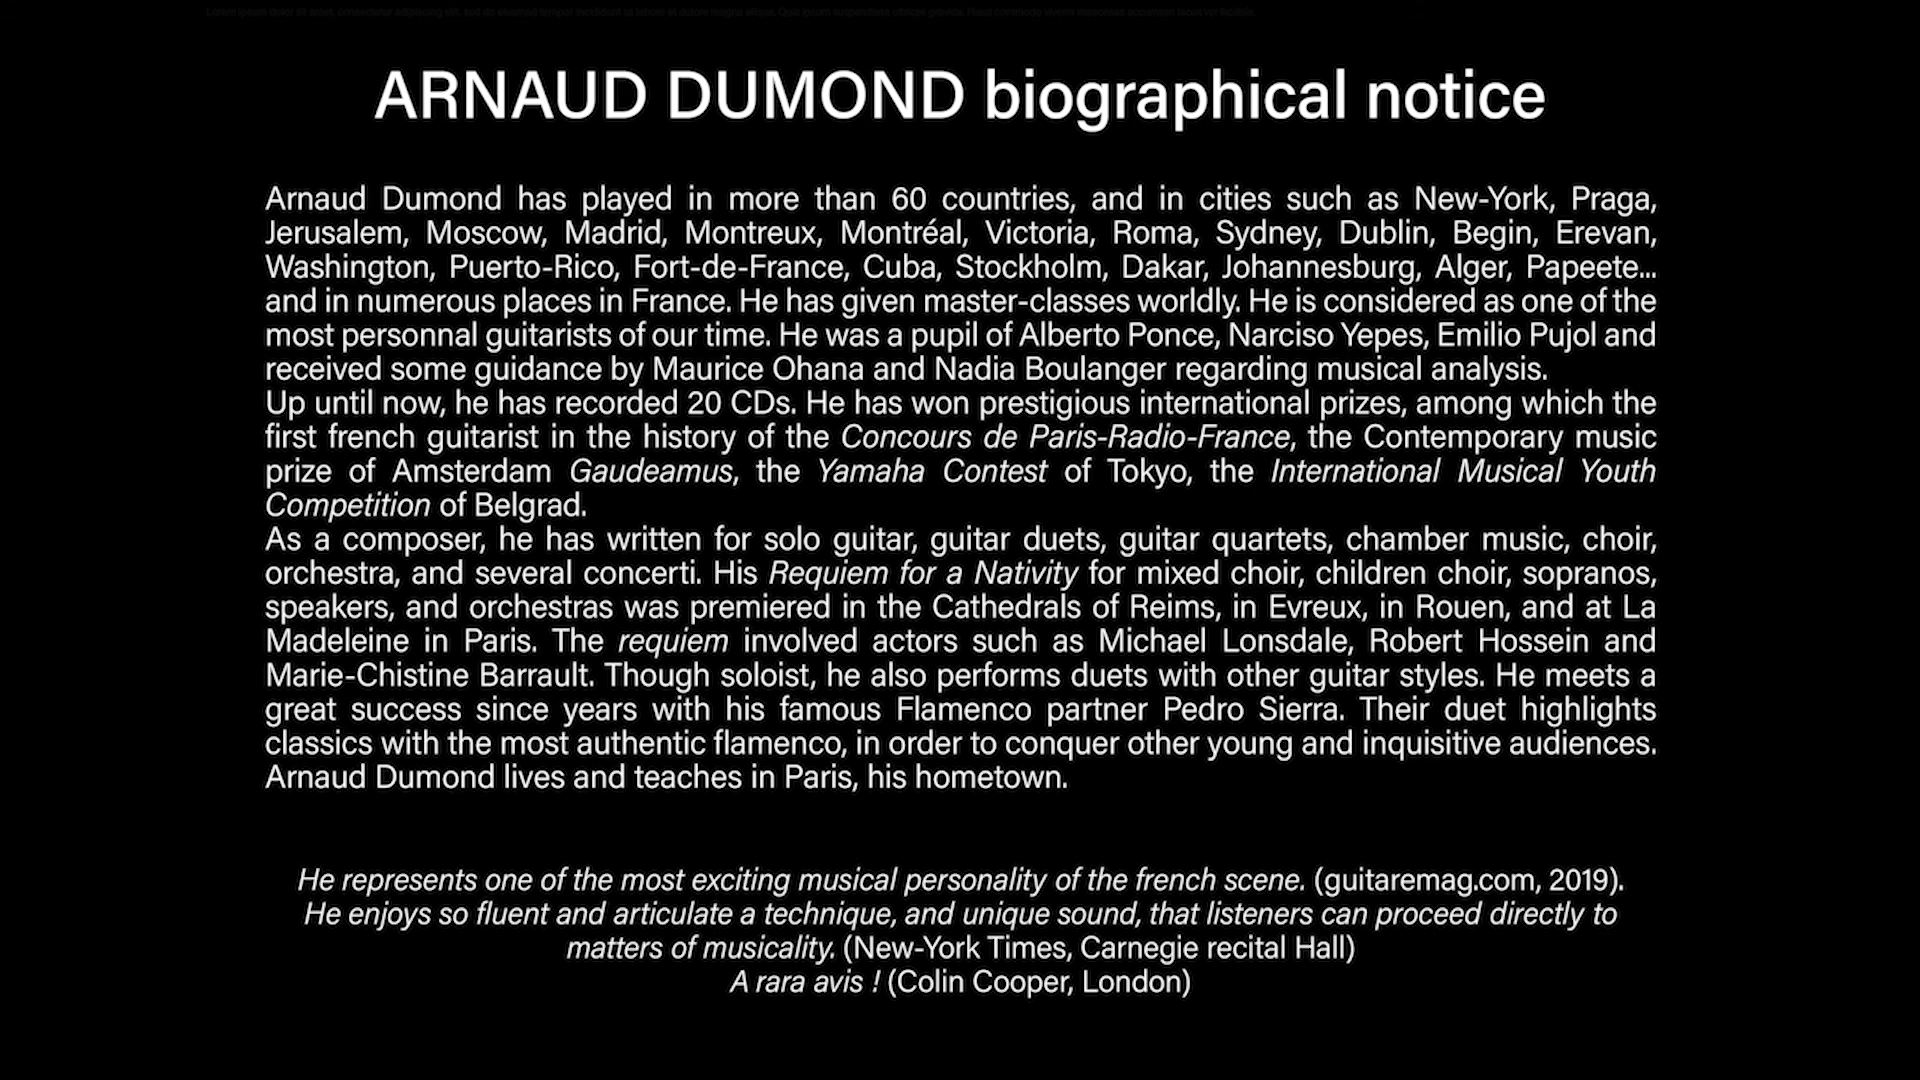 ARNAUD DUMOND biographical notice
Arnaud Dumond has played in more than 60 countries, and in cities such as New-York, Praga,
Jerusalem, Moscow, Madrid, Montreux, Montréal, Victoria, Roma, Sydney, Dublin, Begin, Erevan,
Washington, Puerto-Rico, Fort-de-France, Cuba, Stockholm, Dakar, Johannesburg, Alger, Papeete...
and in numerous places in France. He has given master-classes worldly. He is considered as one of the
most personnal guitarists of our time. He was a pupil of Alberto Ponce, Narciso Yepes, Emilio Pujol and
received some guidance by Maurice Ohana and Nadia Boulanger regarding musical analysis.
Up until now, he has recorded 20 CDs. He has won prestigious international prizes, among which the
first french guitarist in the history of the Concours de Paris-Radio-France, the Contemporary music
prize of Amsterdam Gaudeamus, the Yamaha Contest of Tokyo, the International Musical Youth
Competition of Belgrad.
As a composer, he has written for solo guitar, guitar duets, guitar quartets, chamber music, choir,
orchestra, and several concerti. His Requiem for a Nativity for mixed choir, children choir, sopranos,
speakers, and orchestras was premiered in the Cathedrals of Reims, in Evreux, in Rouen, and at La
Madeleine in Paris. The requiem involved actors such as Michael Lonsdale, Robert Hossein and
Marie-Chistine Barrault. Though soloist, he also performs duets with other guitar styles. He meets a
great success since years with his famous Flamenco partner Pedro Sierra. Their duet highlights
classics with the most authentic flamenco, in order to conquer other young and inquisitive audiences.
Arnaud Dumond lives and teaches in Paris, his hometown.
He represents one of the most exciting musical personality of the french scene. (guitaremag.com, 2019).
He enjoys so fluent and articulate a technique, and unique sound, that listeners can proceed directly to
matters of musicality. (New-York Times, Carnegie recital Hall)
A rara avis ! (Colin Cooper, London)